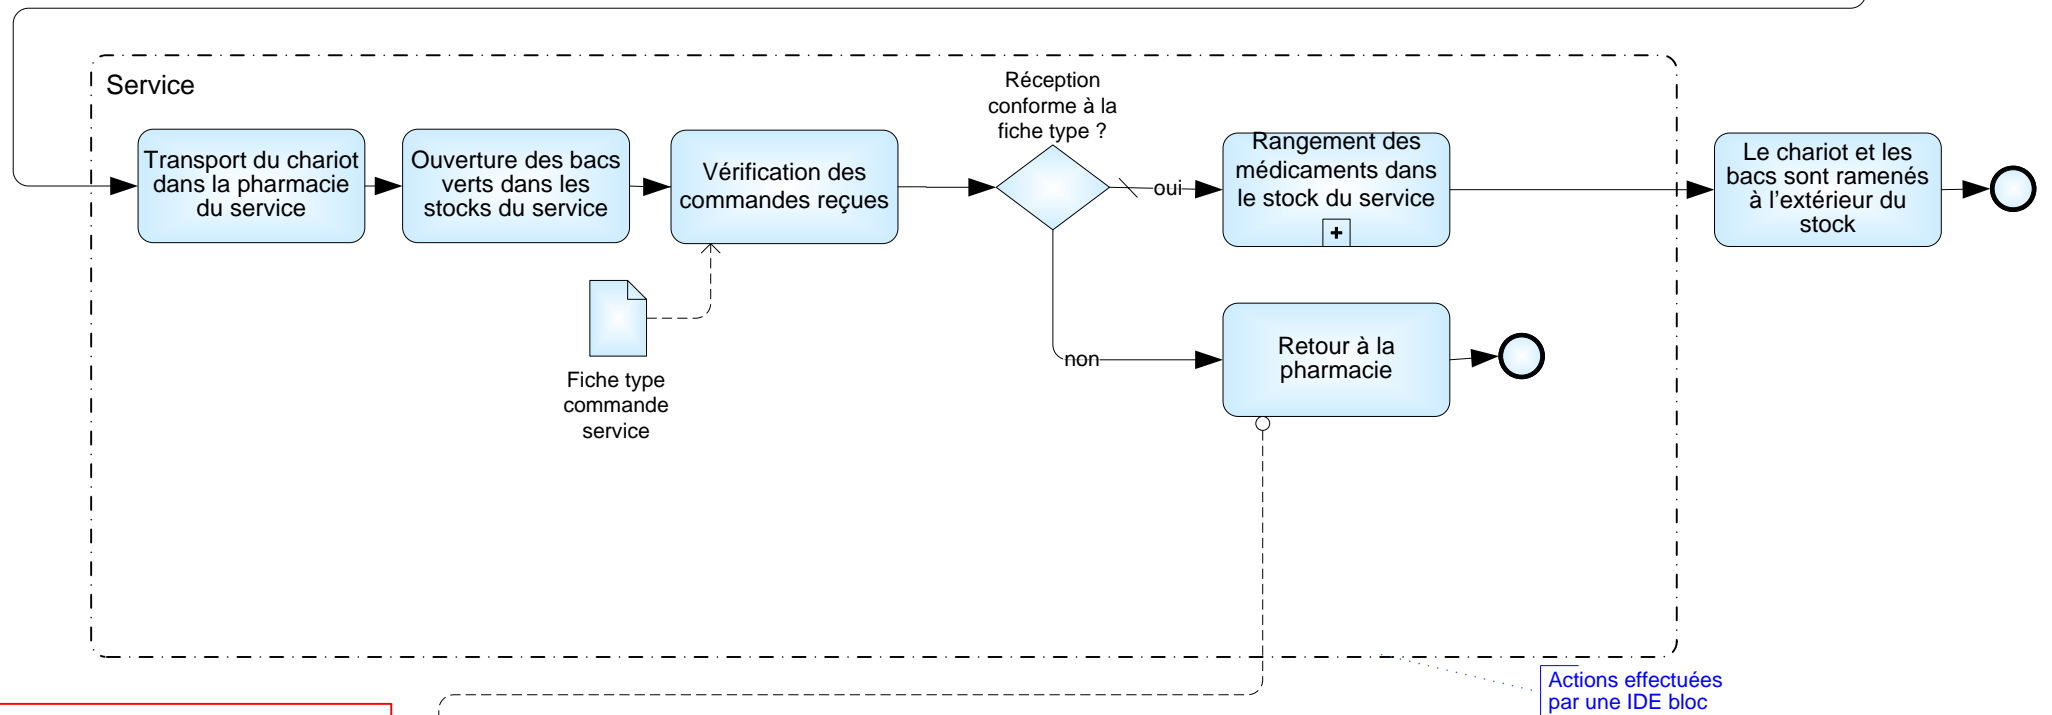 Service
Transport du chariot
dans la pharmacie
du service
Ouverture des bacs
verts dans les
stocks du service
Vérification des
commandes reçues
Fiche type
commande
service
Réception
conforme à la
fiche type ?
oui
non
Rangement des
médicaments dans
le stock du service
+
Retour à la
pharmacie
Le chariot et les
bacs sont ramenés
à l'extérieur du
stock
Actions effectuées
par une IDE bloc